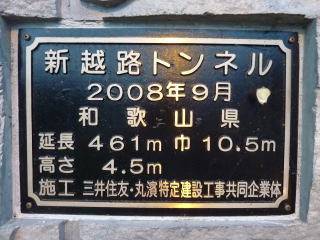 新越路トンネル
2008年9月
和歌山県
延長 461m 巾 10.5m
高さ 4.5m
施工 三井住友・丸濱特定建設工事共同企業体